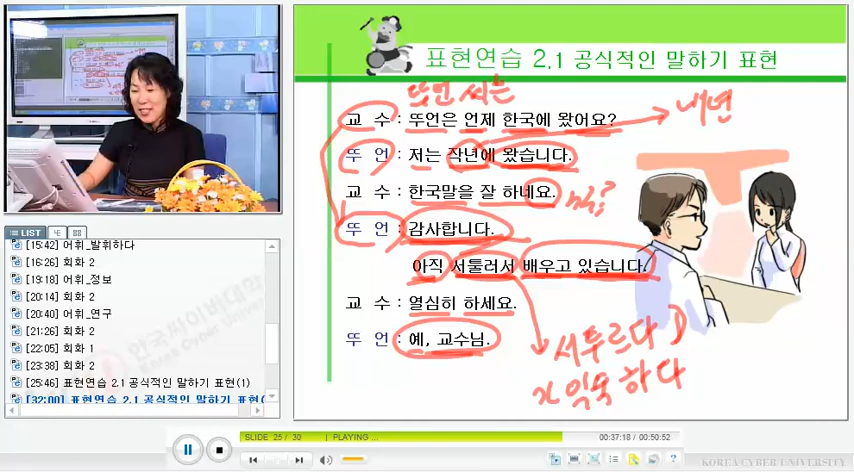 표현연습 2.1 공식적인 말하기 표현
뚜언 씨는
교 수 : 뚜언은 언제 한국에 왔어요?
내년
뚜 언 : 저는 작년에 왔습니다.
교 수 : 한국말을 잘 하네요.
뚜 언 : 감사합니다.
아직 서툴러서 배우고 있습니다.
교 수 : 열심히 하세요.
뚜 언 : 예, 교수님.
서투르다
익숙하다
LIST
[15:42] 어휘_발휘하다
[16:26] 회화 2
[19:18] 어휘_정보
[20:14] 회화 2
[20:40] 어휘_연구
[21:26] 회화 2
[22:05] 회화 1
[23:38] 회화 2
[25:46] 표현연습 2.1 공식적인 말하기 표현(1)
[32:00] 표현연습 2.1 공식적인 말하기 표현(
한국싸이버대학
Korea Cyber University
SLIDE 25 / 30 | PLAYING ...
00:37:18 | 00:50:52
KOREA CYBER UNIVERSITY